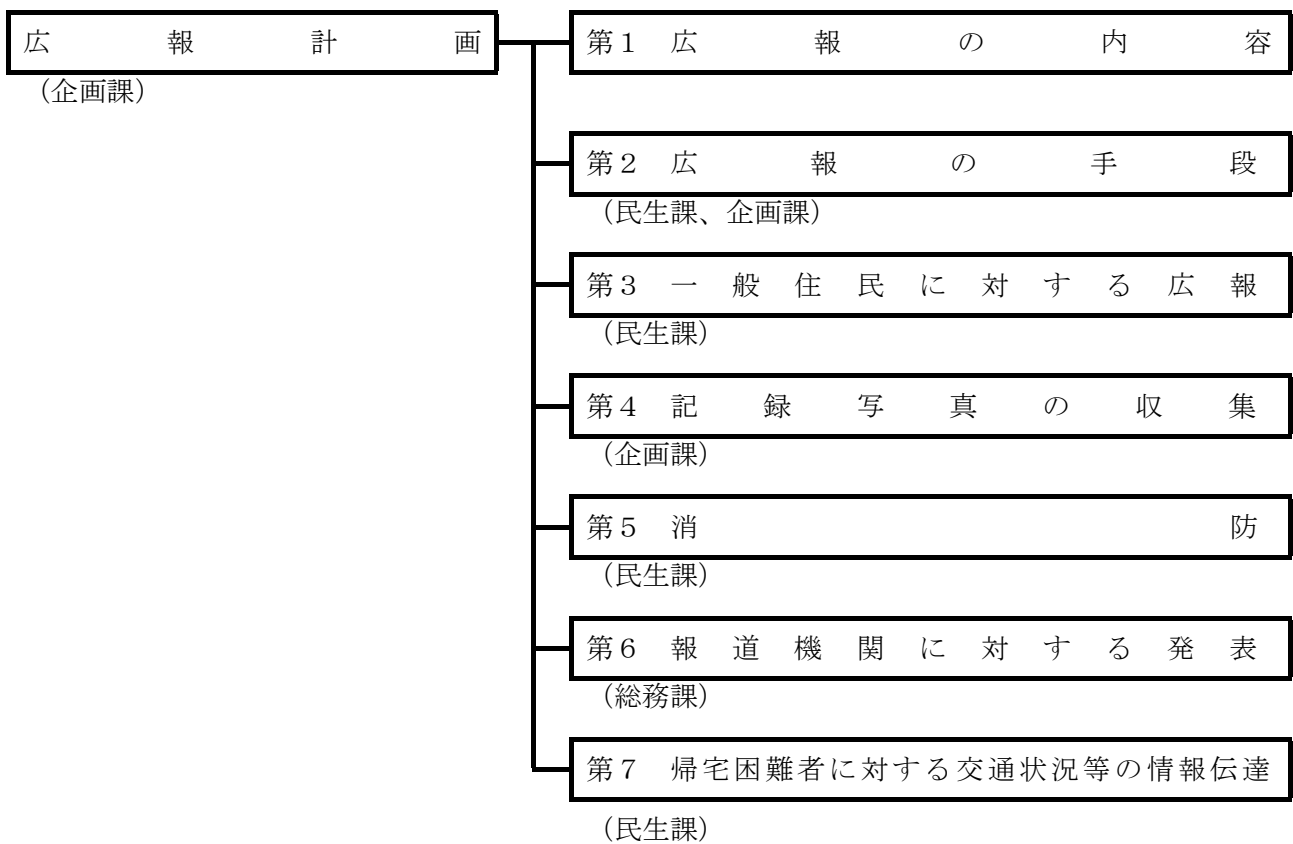 広報計画
(企画課)
第1 広報の内容
第2 広報の手段
(民生課、企画課)
第3 一般住民に対する広報
(民生課)
第4 記録写真の収集
(企画課)
第5 消防
(民生課)
第6 報道機関に対する発表
(総務課)
第7 帰宅困難者に対する交通状況等の情報伝達
(民生課)